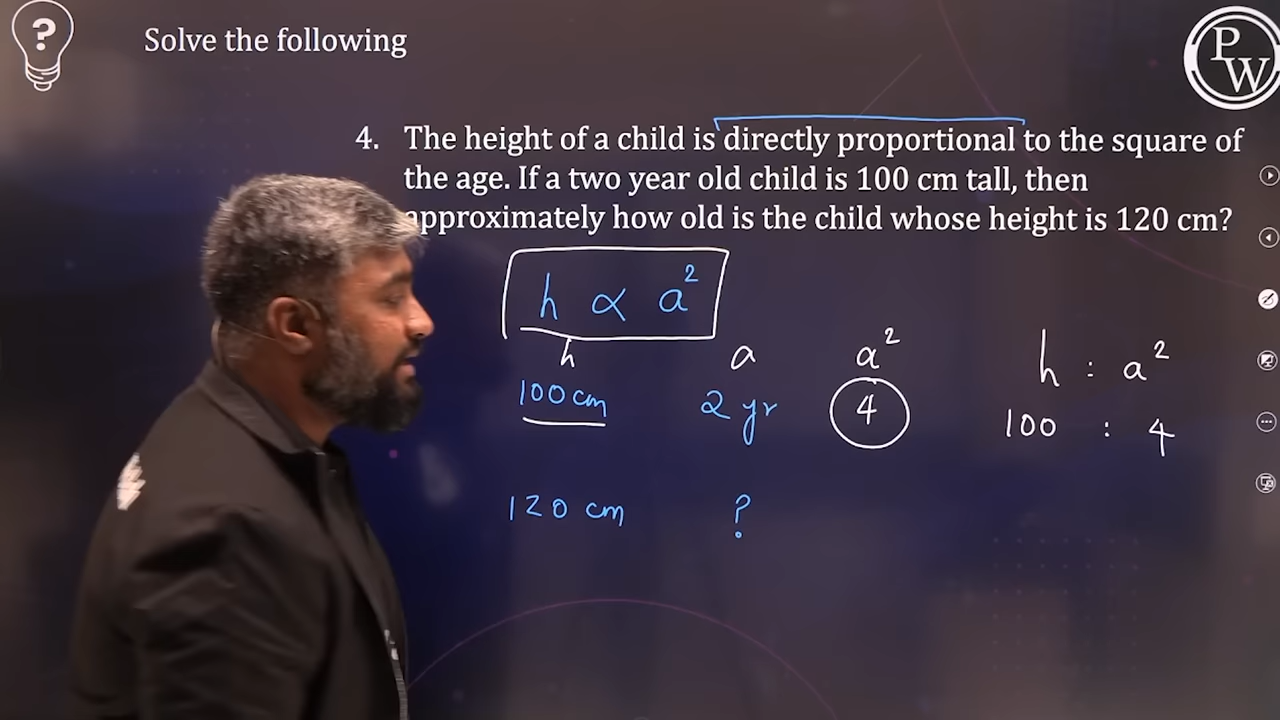 ?
Solve the following
PW
4. The height of a child is directly proportional to the square of
the age. If a two year old child is 100 cm tall, then
approximately how old is the child whose height is 120 cm?
h ∝ a²
h a a² h : a²
100 cm 2 yr 4 100 : 4
120 cm ?